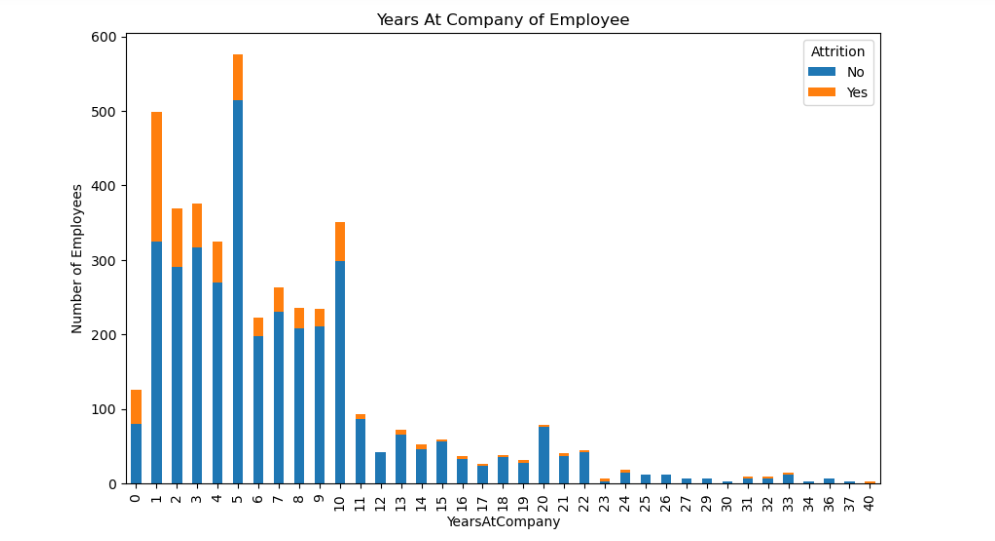 Years At Company of Employee
Attrition
No
Yes
Number of Employees
600
500
400
300
200
100
0
0 1 2 3 4 5 6 7 8 9 10 11 12 13 14 15 16 17 18 19 20 21 22 23 24 25 26 27 29 30 31 32 33 34 36 37 40
YearsAtCompany